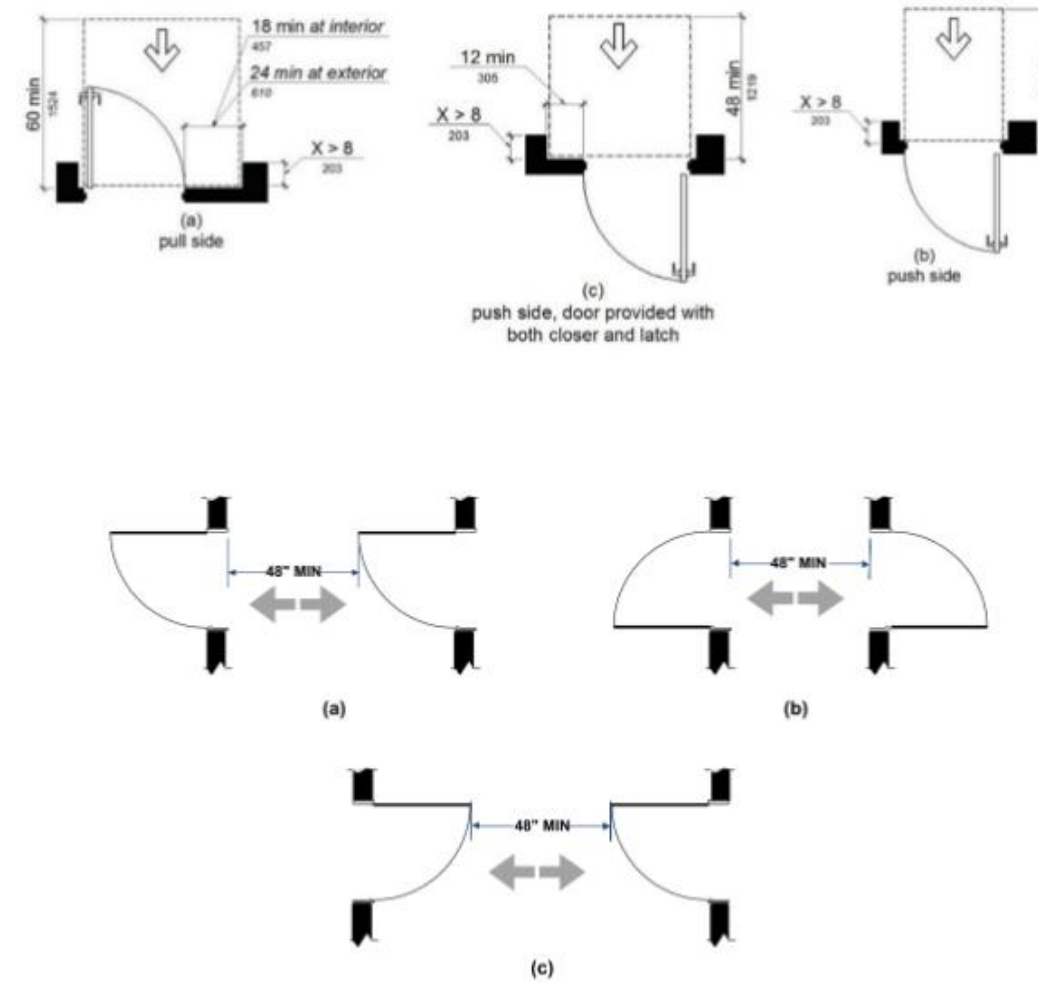 18 min at interior
457
24 min at exterior
610
60 min
1524
X > 8
203
(a)
pull side
12 min
305
X > 8
203
48 min
1219
(c)
push side, door provided with
both closer and latch
X > 8
203
(b)
push side
48" MIN
(a)
48" MIN
(b)
48" MIN
(c)